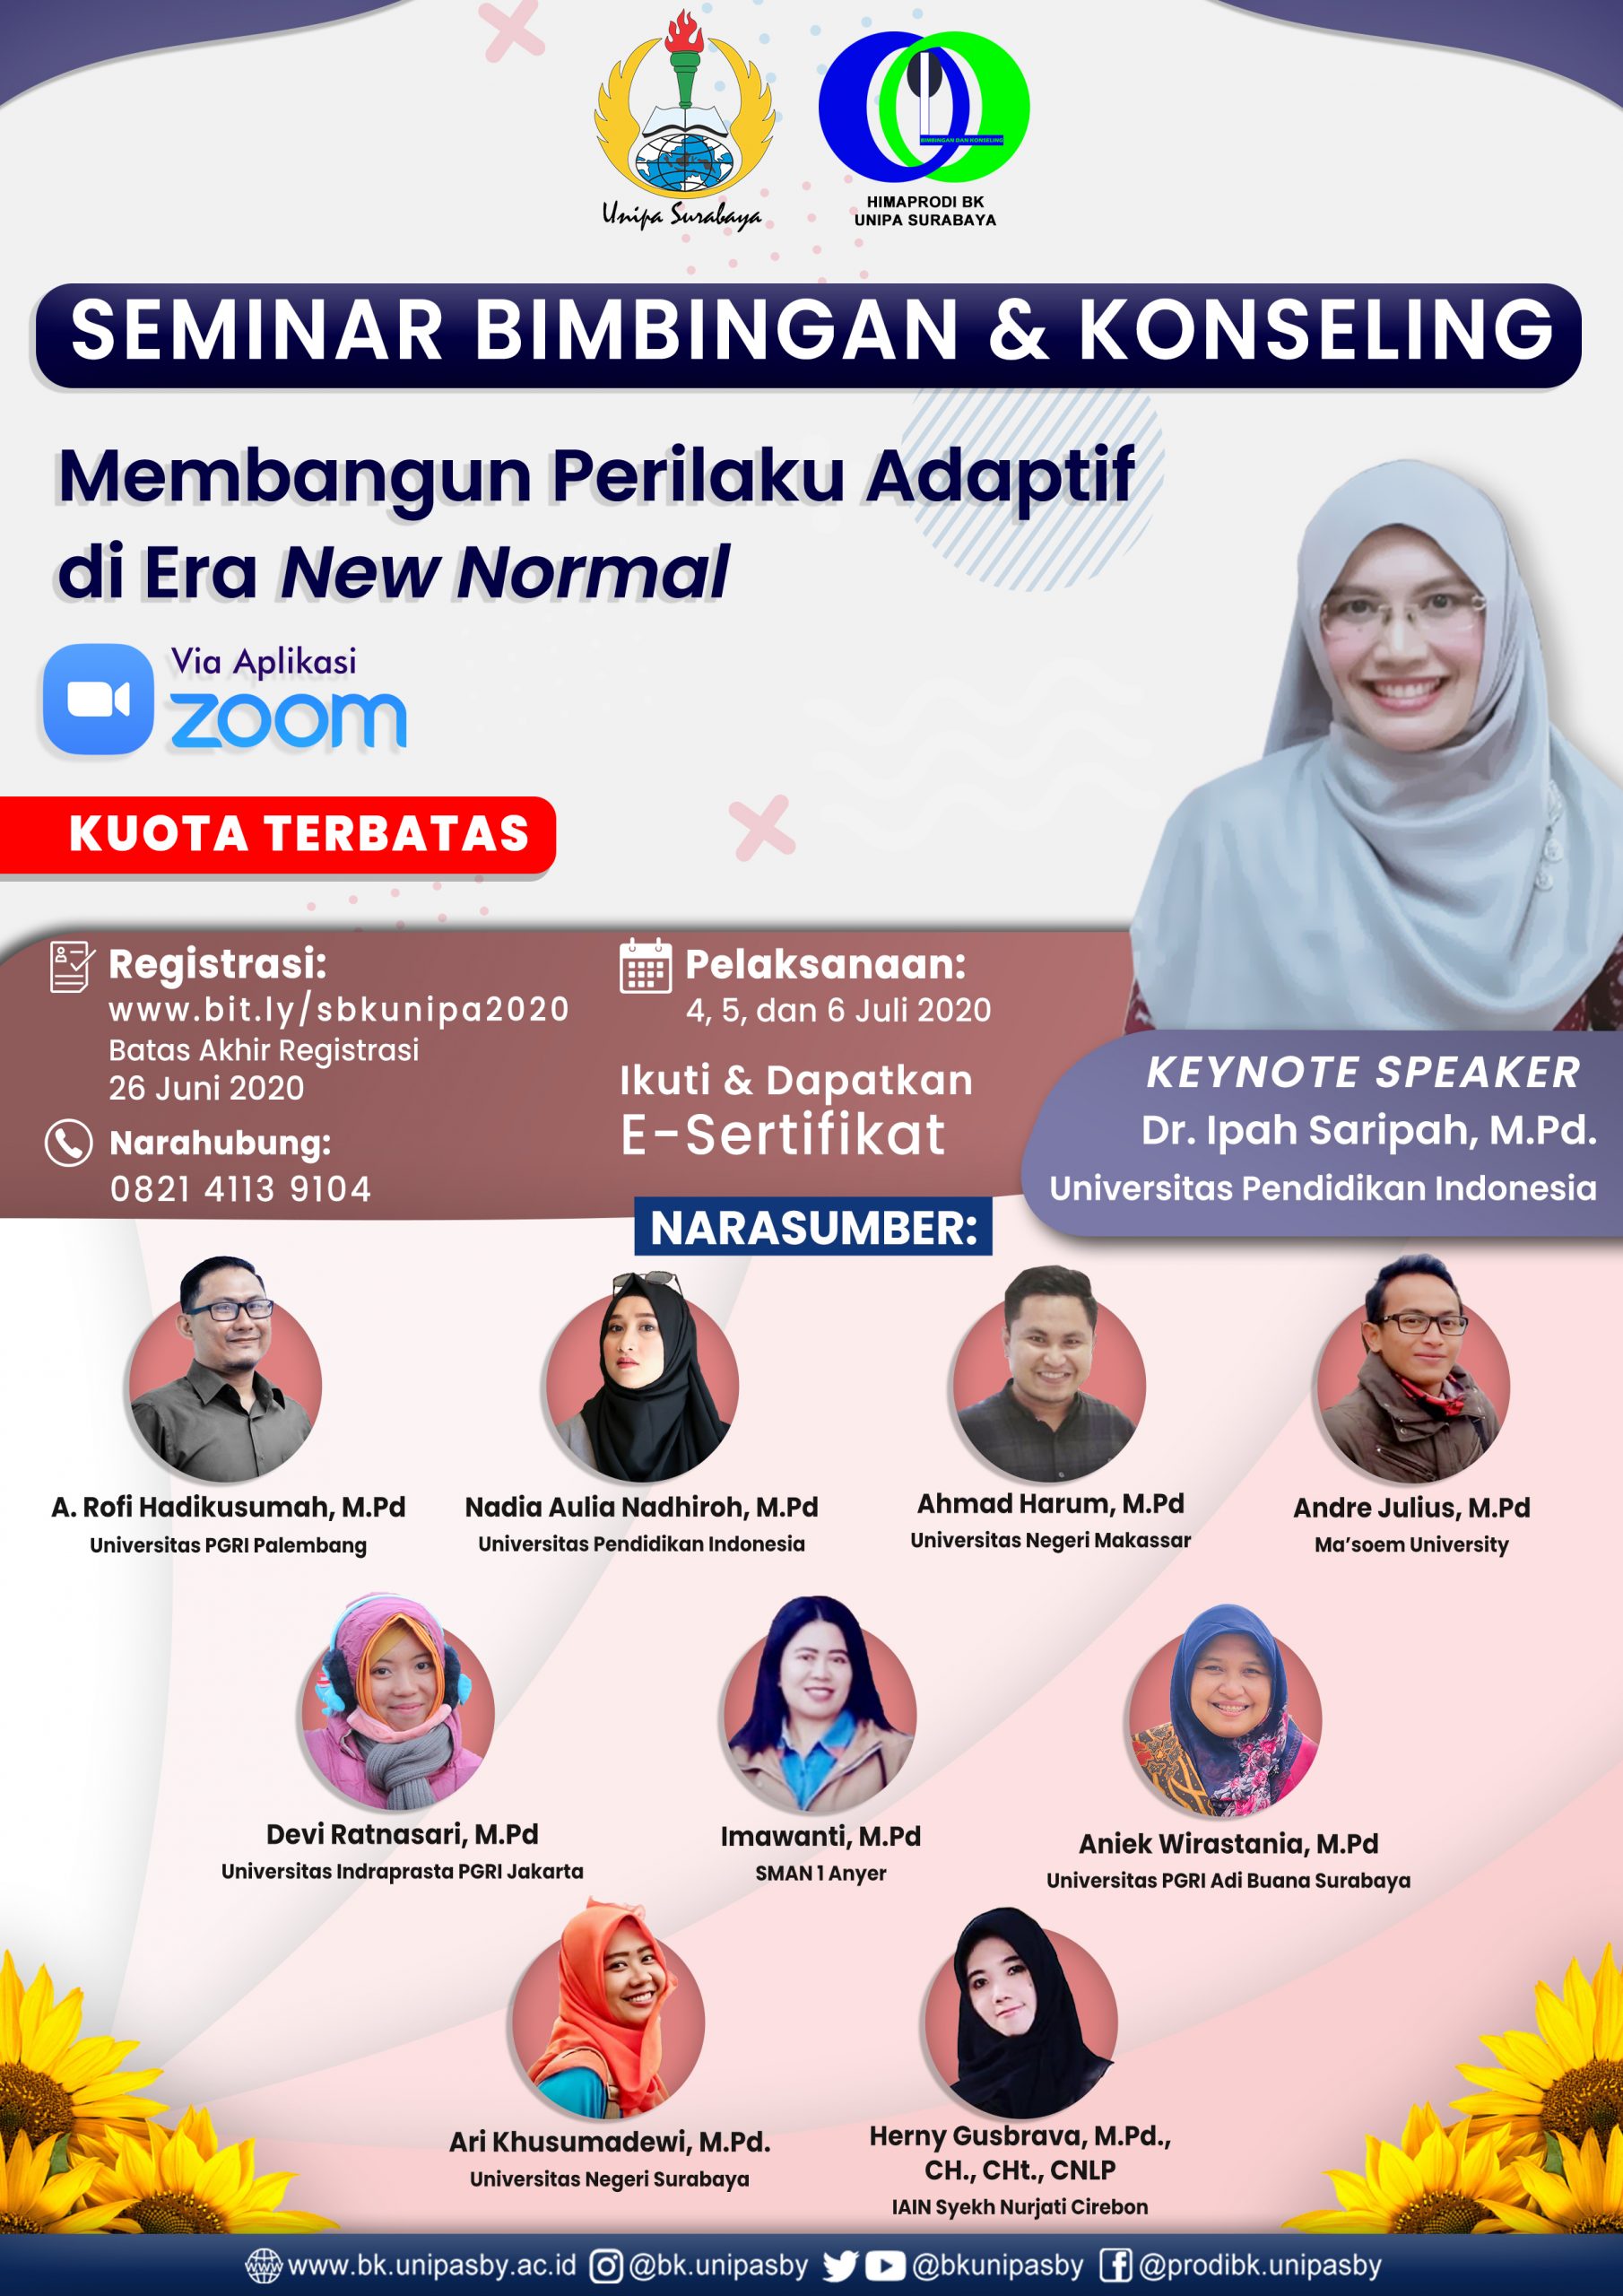 Unipa Surabaya
BIMBINGAN DAN KONSELING
HIMAPRODI BK
UNIPA SURABAYA
SEMINAR BIMBINGAN & KONSELING
Membangun Perilaku Adaptif
di Era New Normal
Via Aplikasi
zoom
KUOTA TERBATAS
Registrasi:
www.bit.ly/sbkunipa2020
Batas Akhir Registrasi
26 Juni 2020
Narahubung:
0821 4113 9104
Pelaksanaan:
4, 5, dan 6 Juli 2020
Ikuti & Dapatkan
E-Sertifikat
KEYNOTE SPEAKER
Dr. Ipah Saripah, M.Pd.
Universitas Pendidikan Indonesia
NARASUMBER:
A. Rofi Hadikusumah, M.Pd
Universitas PGRI Palembang
Nadia Aulia Nadhiroh, M.Pd
Universitas Pendidikan Indonesia
Ahmad Harum, M.Pd
Universitas Negeri Makassar
Andre Julius, M.Pd
Ma'soem University
Devi Ratnasari, M.Pd
Universitas Indraprasta PGRI Jakarta
Imawanti, M.Pd
SMAN 1 Anyer
Aniek Wirastania, M.Pd
Universitas PGRI Adi Buana Surabaya
Ari Khusumadewi, M.Pd.
Universitas Negeri Surabaya
Herny Gusbrava, M.Pd.,
CH., CHt., CNLP
IAIN Syekh Nurjati Cirebon
www www.bk.unipasby.ac.id @bk.unipasby @bkunipasby @prodibk.unipasby